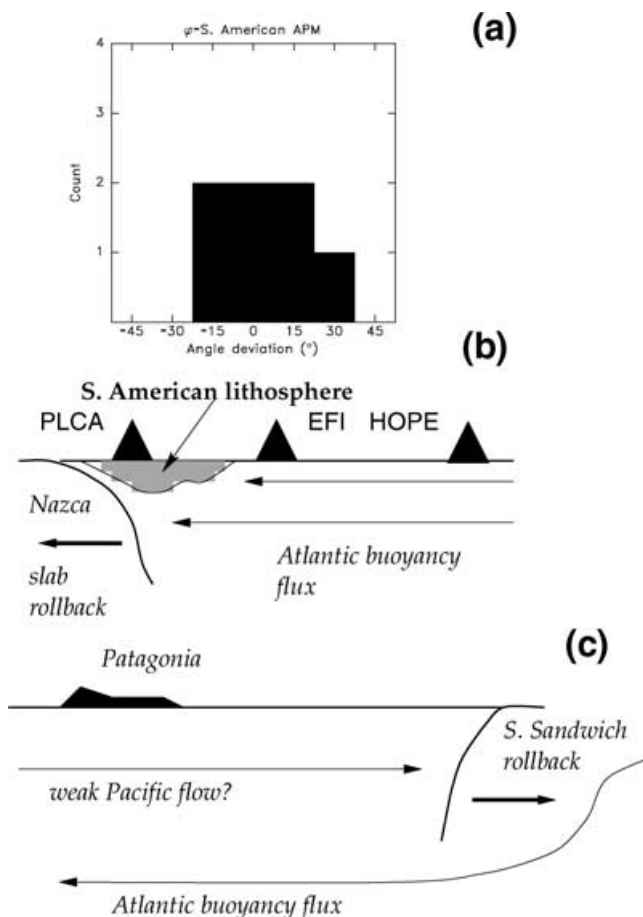 φ-S. American APM
(a)
4
3
2
1
Count
-45 -30 -15 0 15 30 45
Angle deviation (°)
(b)
S. American lithosphere
PLCA EFI HOPE
Nazca
slab
rollback
Atlantic buoyancy
flux
(c)
Patagonia
S. Sandwich
rollback
weak Pacific flow?
Atlantic buoyancy flux